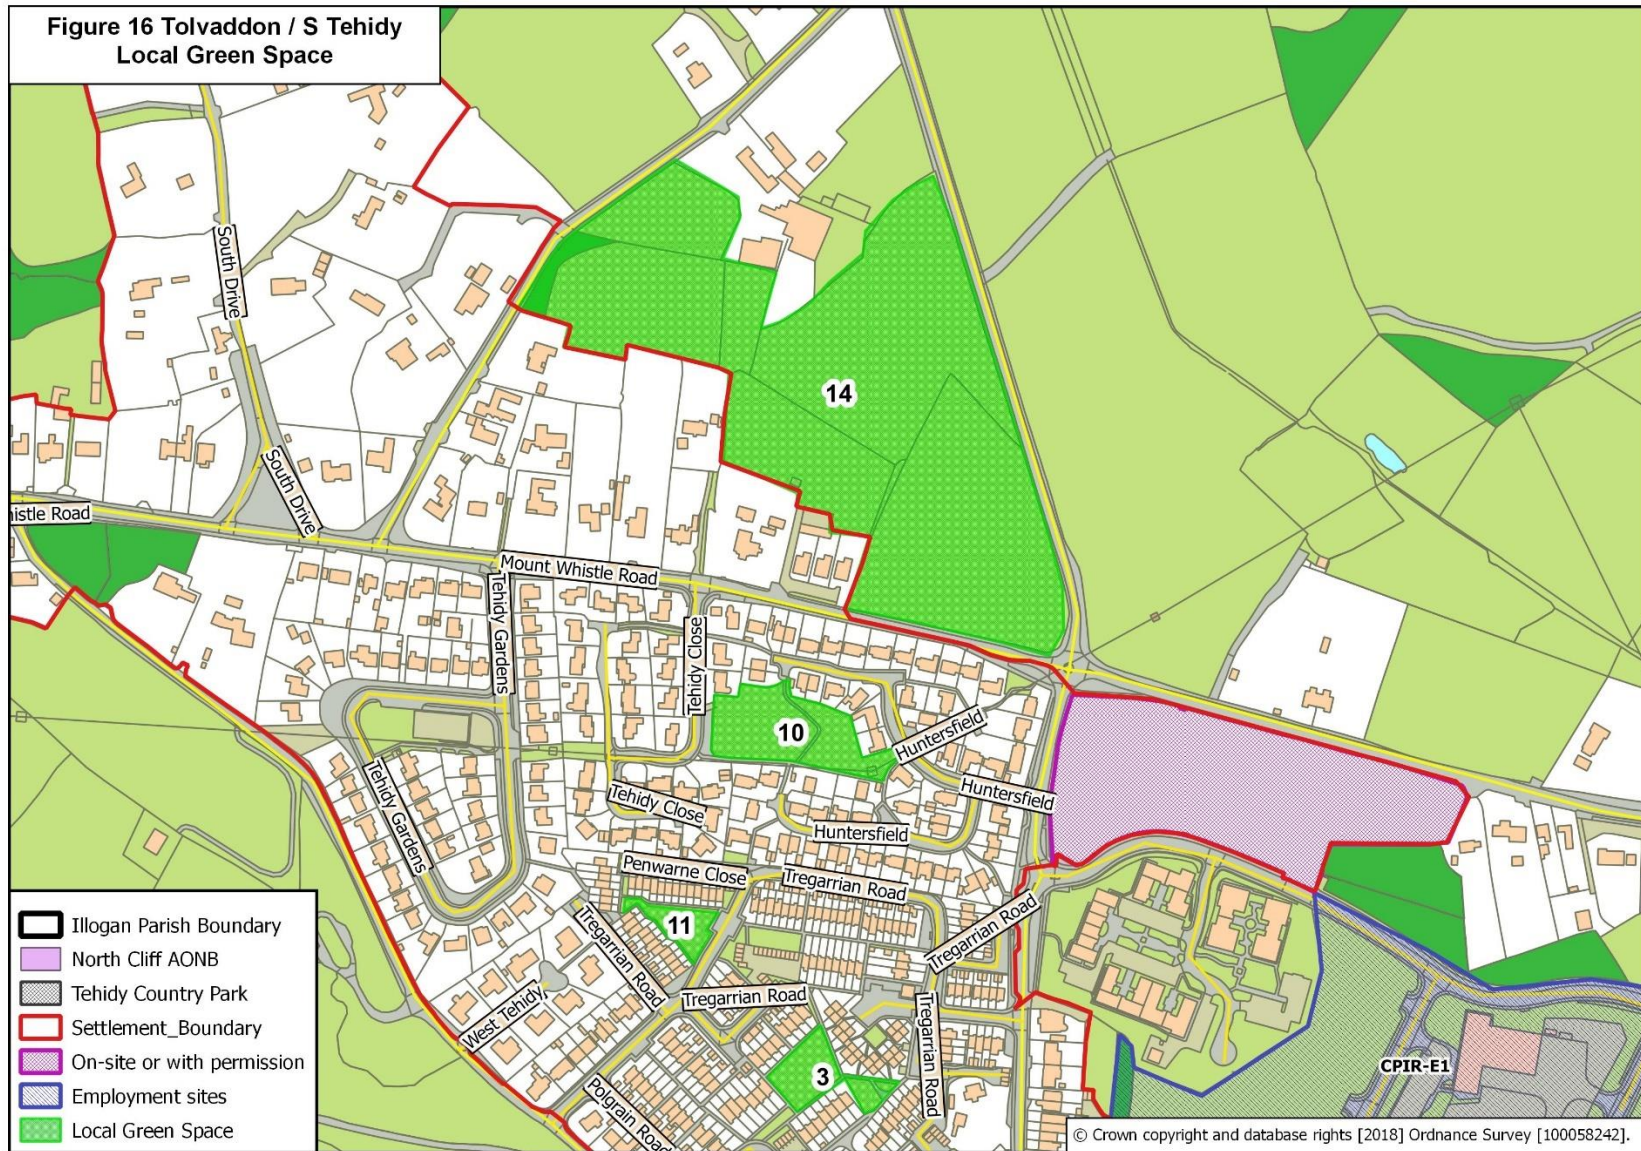 Figure 16 Tolvaddon / S Tehidy
Local Green Space
South Drive
South Drive
histle Road
Mount Whistle Road
14
Tehidy Gardens
Tehidy Close
10
Huntersfield
Huntersfield
Tehidy Gardens
Tehidy Close
Huntersfield
Penwarne Close
Tregarrian Road
11
Tregarrian Road
Tregarrian Road
West Tehidy
Tregarrian Road
Tregarrian Road
3
Polgrain Road
CPIR-E1
Illogan Parish Boundary
North Cliff AONB
Tehidy Country Park
Settlement_Boundary
On-site or with permission
Employment sites
Local Green Space
© Crown copyright and database rights [2018] Ordnance Survey [100058242].